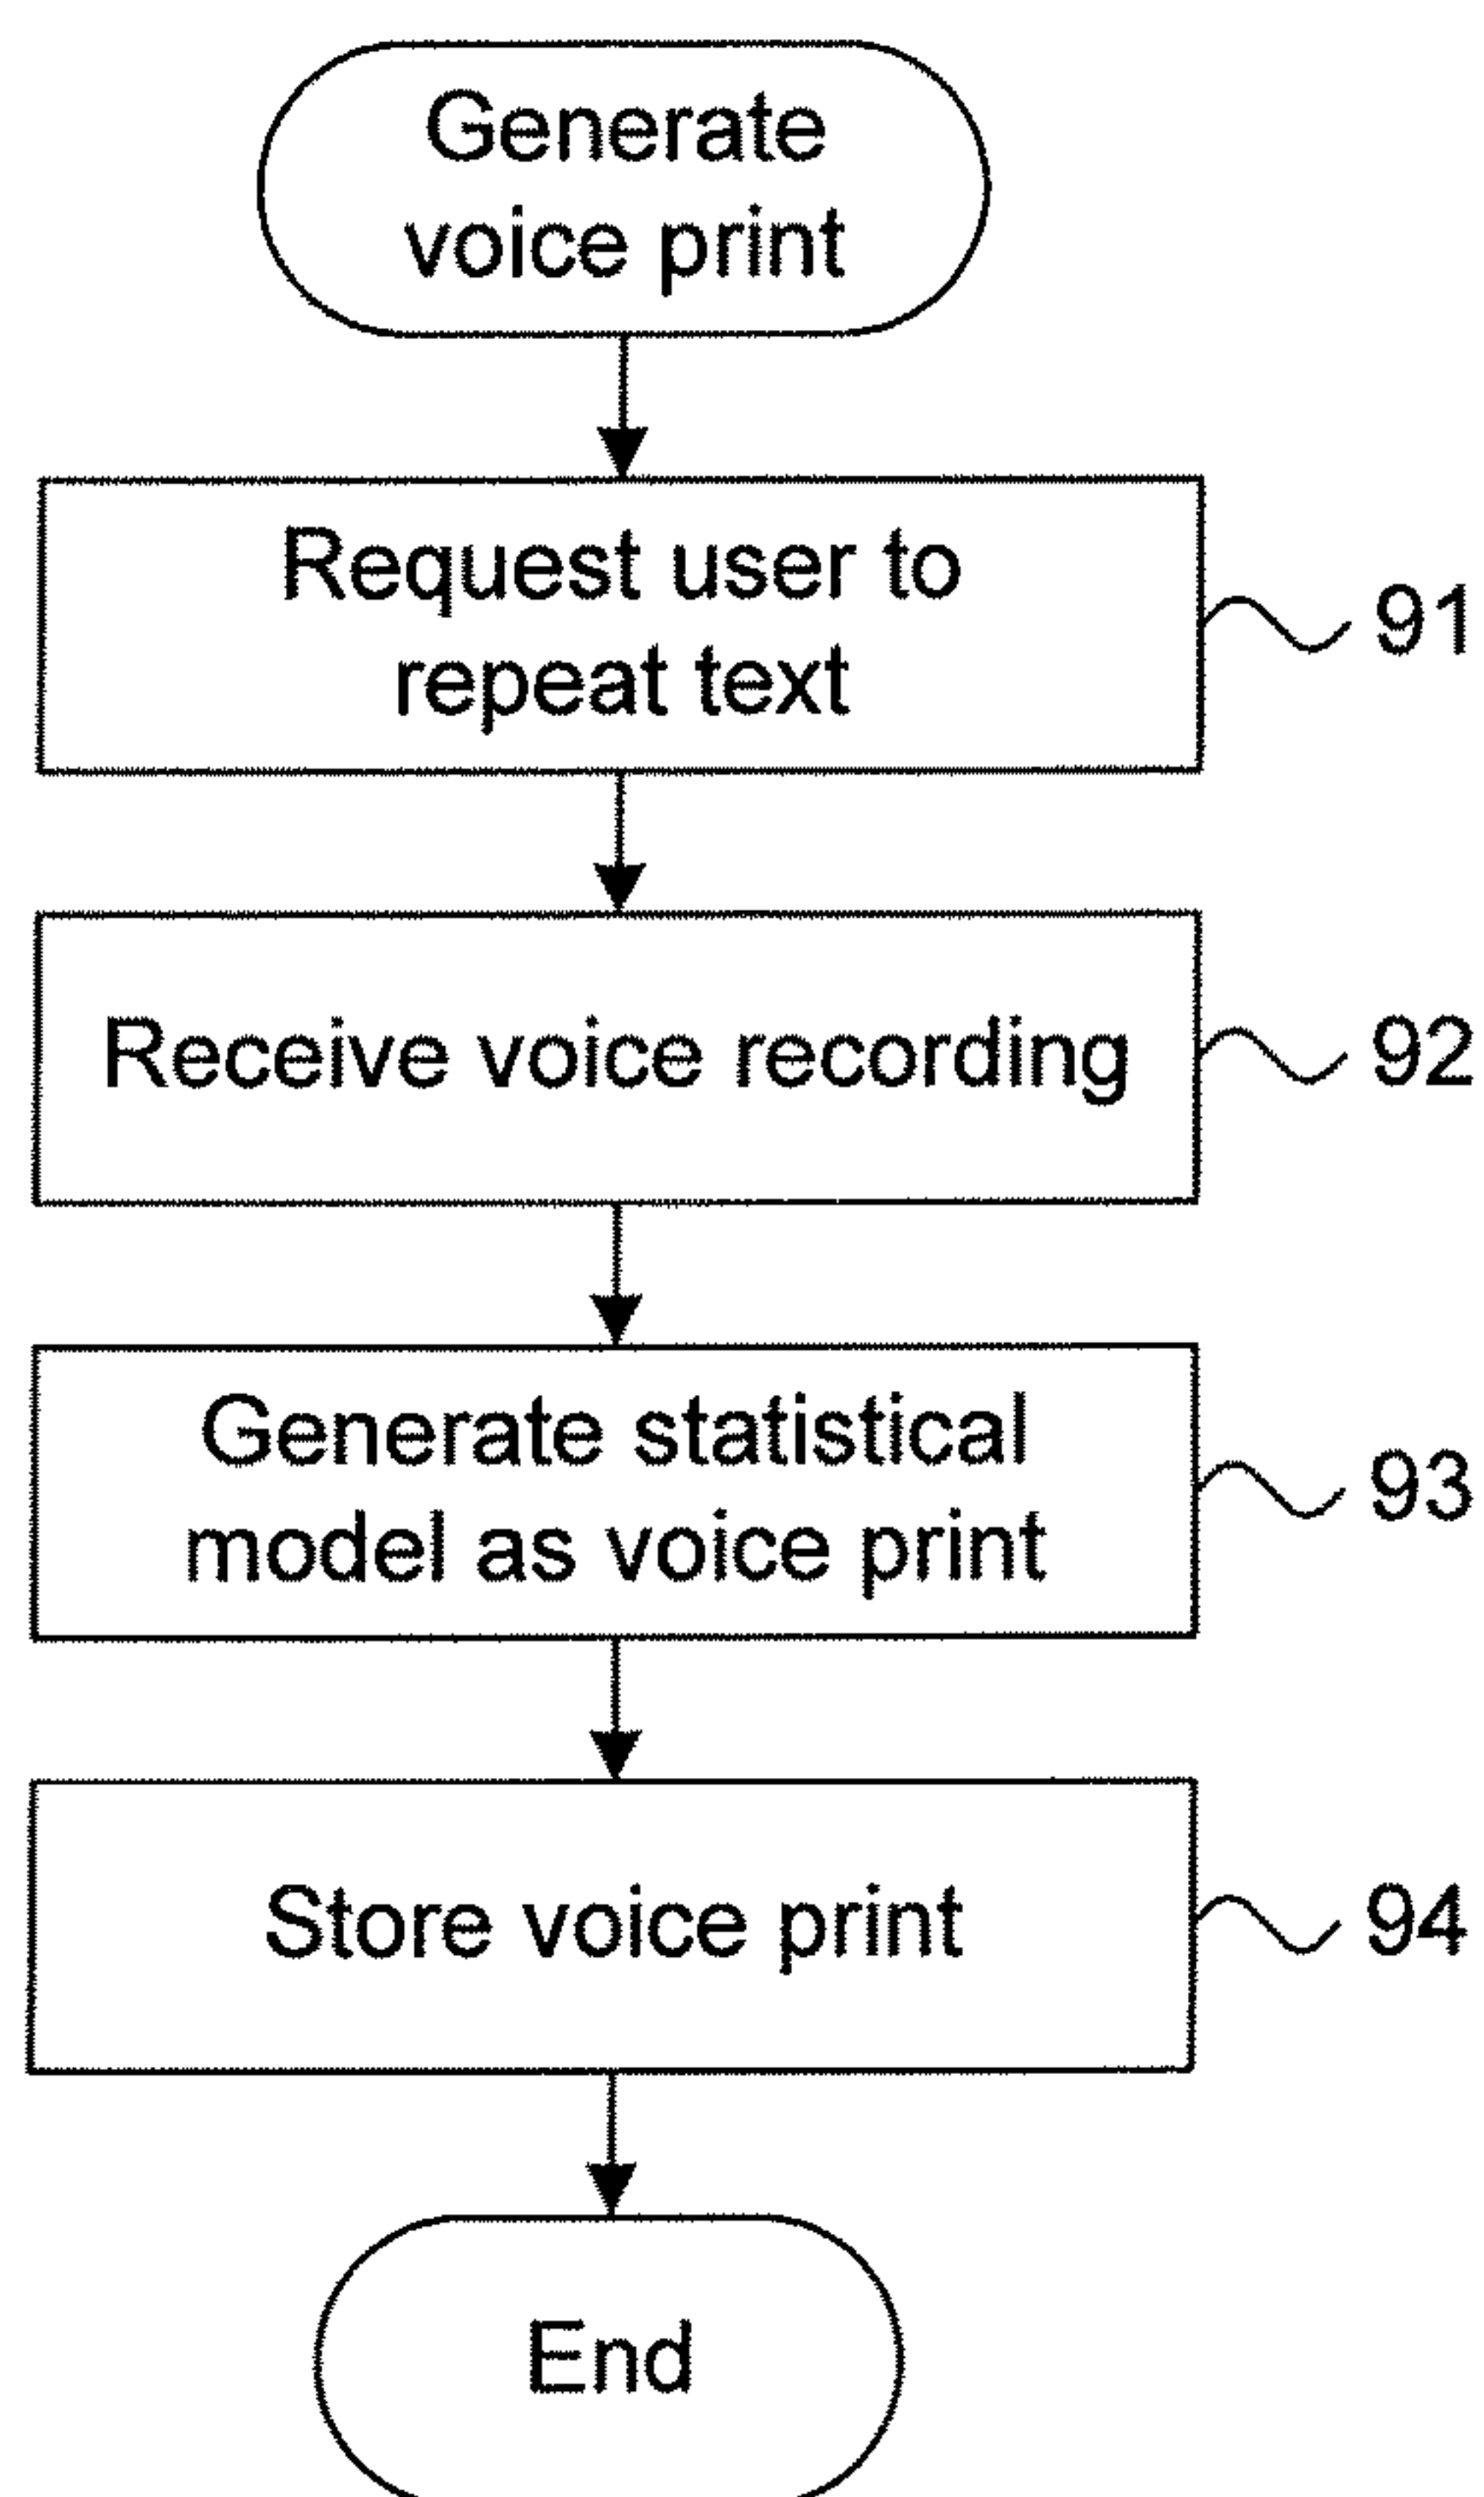 Generate
voice print
Request user to
repeat text
91
Receive voice recording
92
Generate statistical
model as voice print
93
Store voice print
94
End